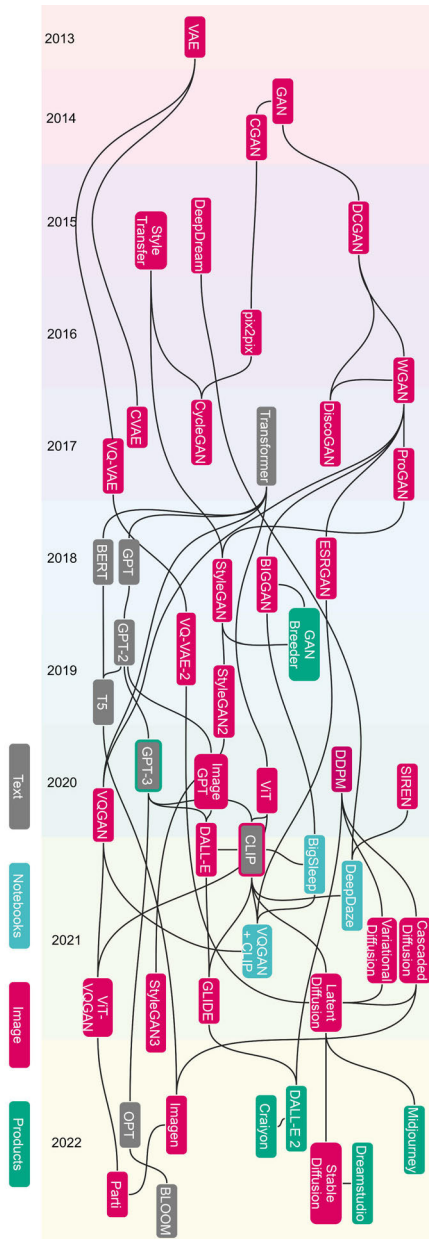 2013
2014
2015
2016
2017
2018
2019
2020
2021
2022
VAE
GAN
CGAN
DCGAN
DeepDream
Style
Transfer
pix2pix
WGAN
CycleGAN
DiscoGAN
CVAE
VQ-VAE
Transformer
ProGAN
BERT
GPT
StyleGAN
BIGGAN
ESRGAN
GAN
Breeder
GPT-2
VQ-VAE-2
StyleGAN2
T5
GPT-3
Image
GPT
ViT
DDPM
SIREN
VQGAN
DALL-E
CLIP
BigSleep
DeepDaze
VQGAN
+ CLIP
Variational
Diffusion
Cascaded
Diffusion
ViT-
VQGAN
StyleGAN3
GLIDE
Latent
Diffusion
OPT
Imagen
Craiyon
DALL-E 2
Midjourney
Parti
BLOOM
Stable
Diffusion
Dreamstudio
Text
Notebooks
Image
Products